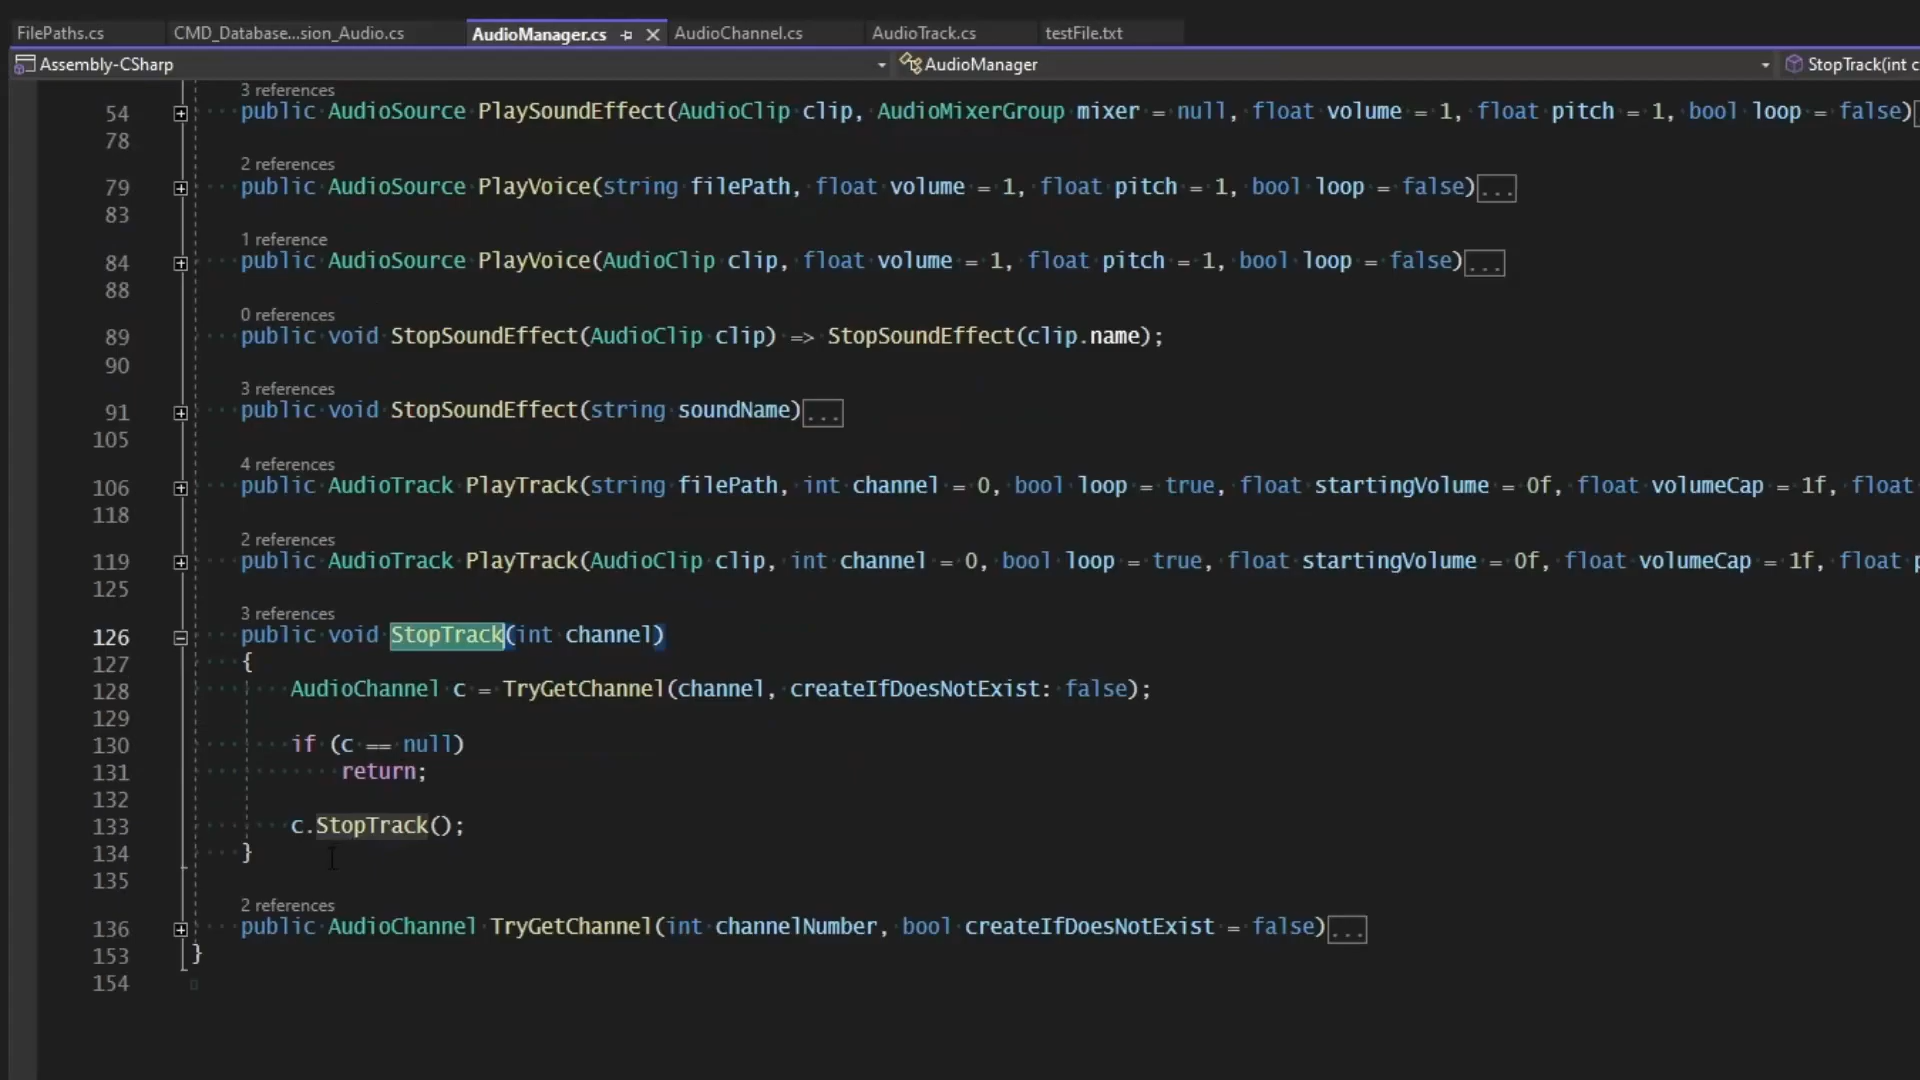 FilePaths.cs CMD_Database...sion_Audio.cs AudioManager.cs AudioChannel.cs AudioTrack.cs testFile.txt
Assembly-CSharp AudioManager StopTrack(int c
3 references
54 public AudioSource PlaySoundEffect(AudioClip clip, AudioMixerGroup mixer = null, float volume = 1, float pitch = 1, bool loop = false)
78
2 references
79 public AudioSource PlayVoice(string filePath, float volume = 1, float pitch = 1, bool loop = false)...
83
1 reference
84 public AudioSource PlayVoice(AudioClip clip, float volume = 1, float pitch = 1, bool loop = false)...
88
0 references
89 public void StopSoundEffect(AudioClip clip) => StopSoundEffect(clip.name);
90
3 references
91 public void StopSoundEffect(string soundName)...
105
4 references
106 public AudioTrack PlayTrack(string filePath, int channel = 0, bool loop = true, float startingVolume = 0f, float volumeCap = 1f, float
118
2 references
119 public AudioTrack PlayTrack(AudioClip clip, int channel = 0, bool loop = true, float startingVolume = 0f, float volumeCap = 1f, float p
125
3 references
126 public void StopTrack(int channel)
127 {
128 AudioChannel c = TryGetChannel(channel, createIfDoesNotExist: false);
129
130 if (c == null)
131 return;
132
133 c.StopTrack();
134 }
135
2 references
136 public AudioChannel TryGetChannel(int channelNumber, bool createIfDoesNotExist = false)...
153 }
154